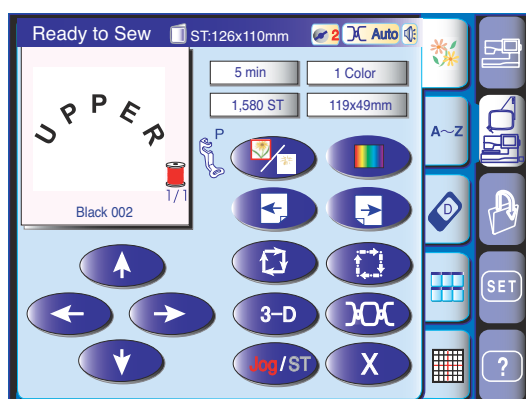 Ready to Sew ST:126x110mm 2 Auto
5 min 1 Color
1,580 ST 119x49mm
UPPER
P
1/1
Black 002
A~Z
D
3-D
Jog/ST X
SET
?